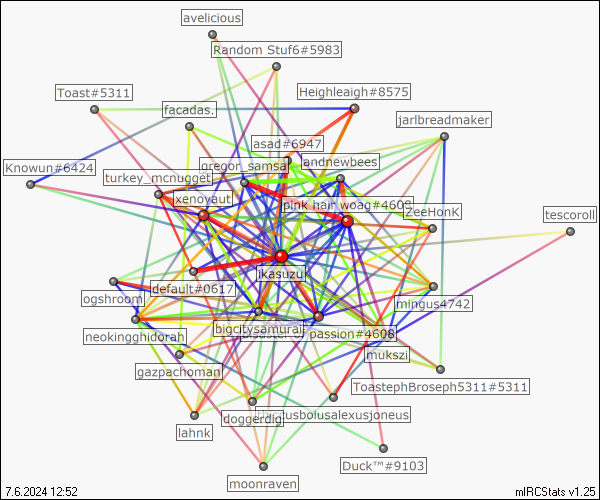 avelicious
Random Stuf6#5983
Heighleaigh#8575
Toast#5311
facadas.
jarlbreadmaker
asad#6947
Knowun#6424
gregor_samsa
andnewbees
turkey_mcnugget
xenoyaut
pink hair woag#4608
ZeeHonK
tescoroll
ikasuzu
default#0617
ogshroom
mingus4742
bigcitysamurai
passion#4608
neokingghidorah
mukszi
gazpachoman
ToastephBroseph5311#5311
doggerdig
lahnk
Duck™#9103
moonraven
7.6.2024 12:52
mIRCStats v1.25